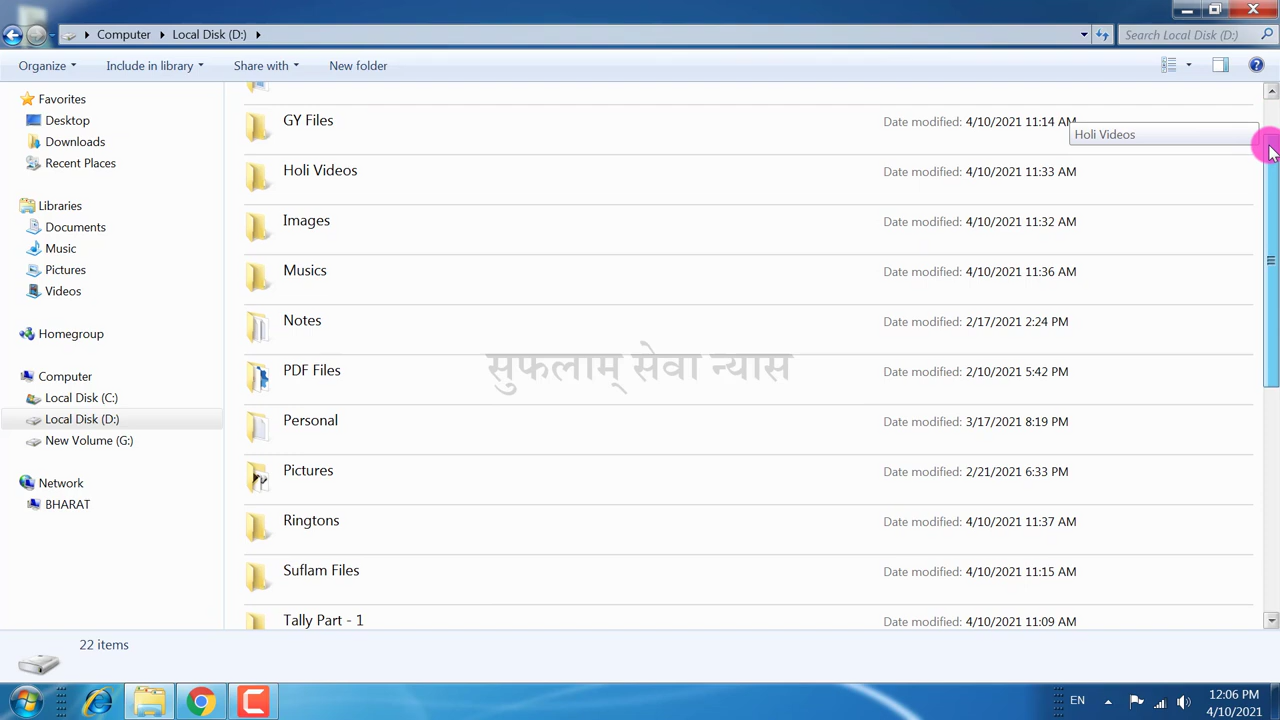 Computer Local Disk (D:)
Search Local Disk (D:)
Organize Include in library Share with New folder
Favorites
Desktop
Downloads
Recent Places
Libraries
Documents
Music
Pictures
Videos
Homegroup
Computer
Local Disk (C:)
Local Disk (D:)
New Volume (G:)
Network
BHARAT
GY Files Date modified: 4/10/2021 11:14 AM
Holi Videos
Holi Videos Date modified: 4/10/2021 11:33 AM
Images Date modified: 4/10/2021 11:32 AM
Musics Date modified: 4/10/2021 11:36 AM
Notes Date modified: 2/17/2021 2:24 PM
सुफलाम् सेवा न्यास
PDF Files Date modified: 2/10/2021 5:42 PM
Personal Date modified: 3/17/2021 8:19 PM
Pictures Date modified: 2/21/2021 6:33 PM
Ringtons Date modified: 4/10/2021 11:37 AM
Suflam Files Date modified: 4/10/2021 11:15 AM
Tally Part - 1 Date modified: 4/10/2021 11:09 AM
22 items
EN
12:06 PM
4/10/2021